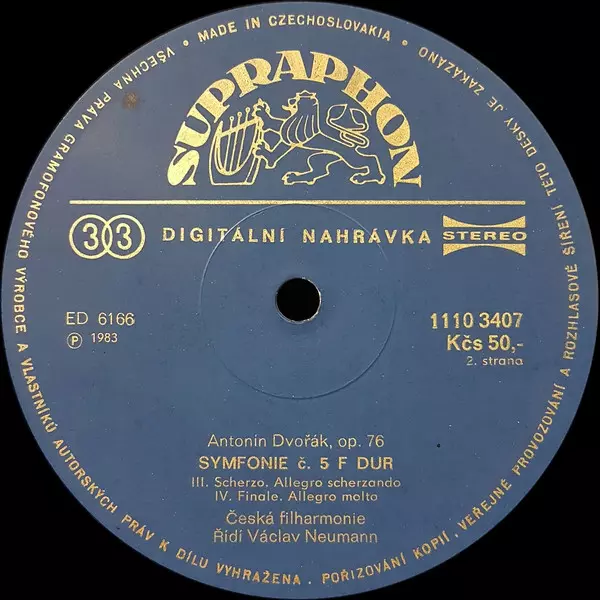 MADE IN CZECHOSLOVAKIA •
VŠECHNA PRÁVA GRAMOFONOVÉHO VÝROBCE A VLASTNÍKŮ AUTORSKÝCH PRÁV K DÍLU VYHRAŽENA . POŘIZOVÁNÍ KOPIÍ , VEŘEJNÉ PROVOZOVÁNÍ A ROZHLASOVÉ ŠÍŘENÍ TÉTO DESKY JE ZAKÁZÁNO •
SUPRAPHON
33 DIGITÁLNÍ NAHRÁVKA STEREO
ED 6166 1110 3407
Ⓟ 1983 Kčs 50,-
2. strana
Antonín Dvořák, op. 76
SYMFONIE č. 5 F DUR
III. Scherzo. Allegro scherzando
IV. Finale. Allegro molto
Česká filharmonie
Řídí Václav Neumann